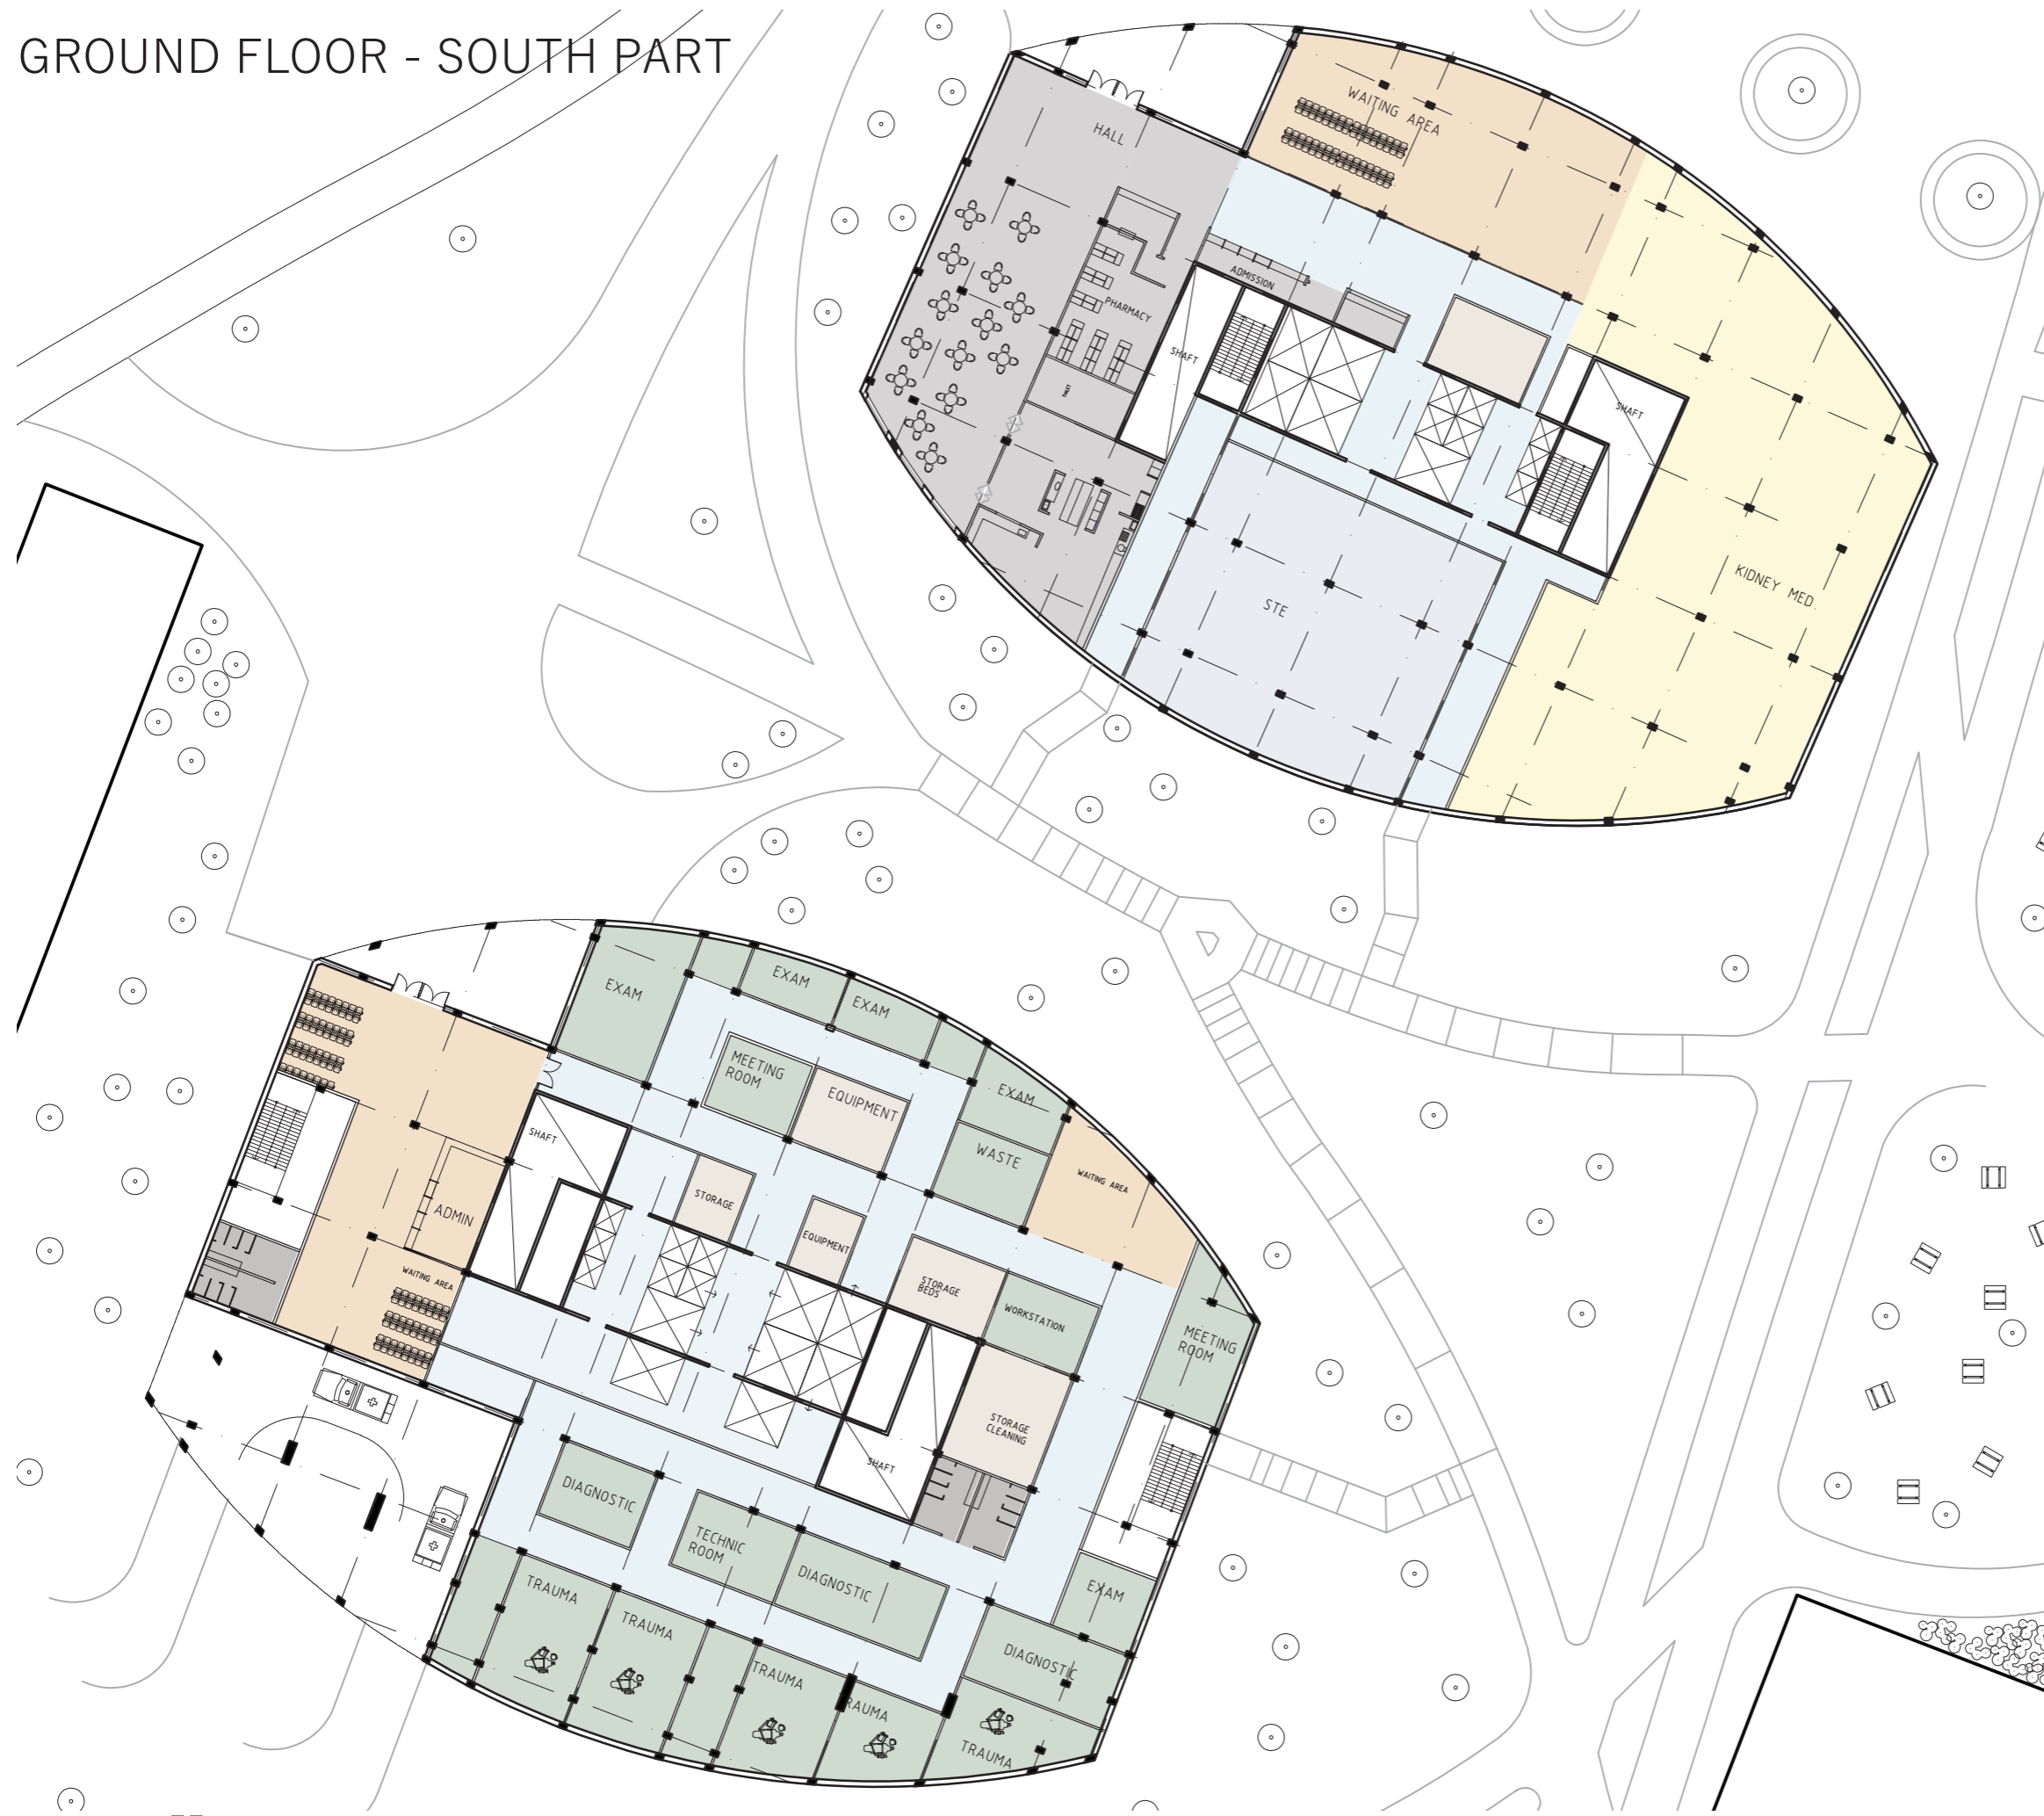 GROUND FLOOR - SOUTH PART
WAITING AREA
HALL
ADMISSION
PHARMACY
SHAFT
SHAFT
KIDNEY MED.
STE
EXAM
EXAM
EXAM
MEETING
ROOM
EQUIPMENT
EXAM
WASTE
WAITING AREA
SHAFT
STORAGE
ADMIN
EQUIPMENT
WAITING AREA
STORAGE
BEDS
WORKSTATION
MEETING
ROOM
STORAGE
CLEANING
SHAFT
DIAGNOSTIC
TECHNIC
ROOM
DIAGNOSTIC
EXAM
TRAUMA
TRAUMA
TRAUMA
TRAUMA
DIAGNOSTIC
TRAUMA